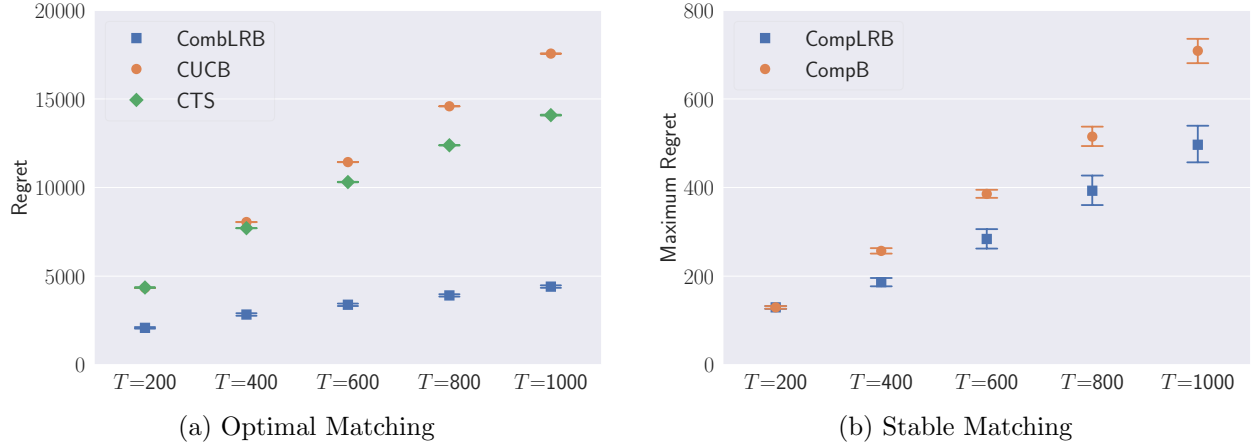 20000
15000
10000
5000
0
Regret
CombLRB
CUCB
CTS
T=200
T=400
T=600
T=800
T=1000
(a) Optimal Matching
800
600
400
200
0
Maximum Regret
CompLRB
CompB
T=200
T=400
T=600
T=800
T=1000
(b) Stable Matching